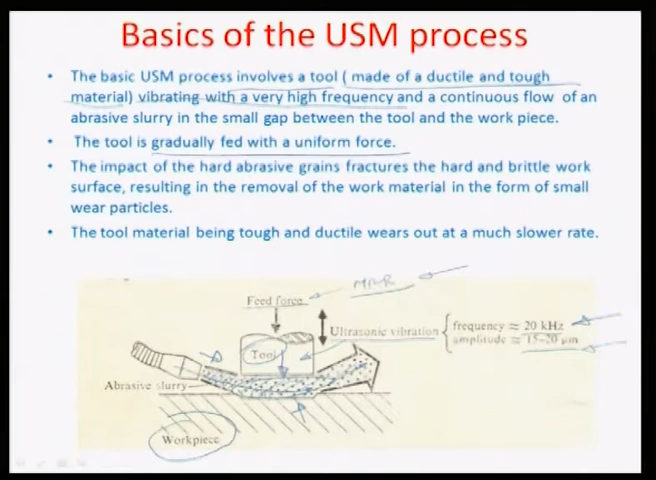 Basics of the USM process
• The basic USM process involves a tool ( made of a ductile and tough
material) vibrating with a very high frequency and a continuous flow of an
abrasive slurry in the small gap between the tool and the work piece.
• The tool is gradually fed with a uniform force.
• The impact of the hard abrasive grains fractures the hard and brittle work
surface, resulting in the removal of the work material in the form of small
wear particles.
• The tool material being tough and ductile wears out at a much slower rate.
MRR
Feed force
Ultrasonic vibration
frequency ≈ 20 kHz
amplitude ≈ 15–20 μm
Tool
Abrasive slurry
Workpiece